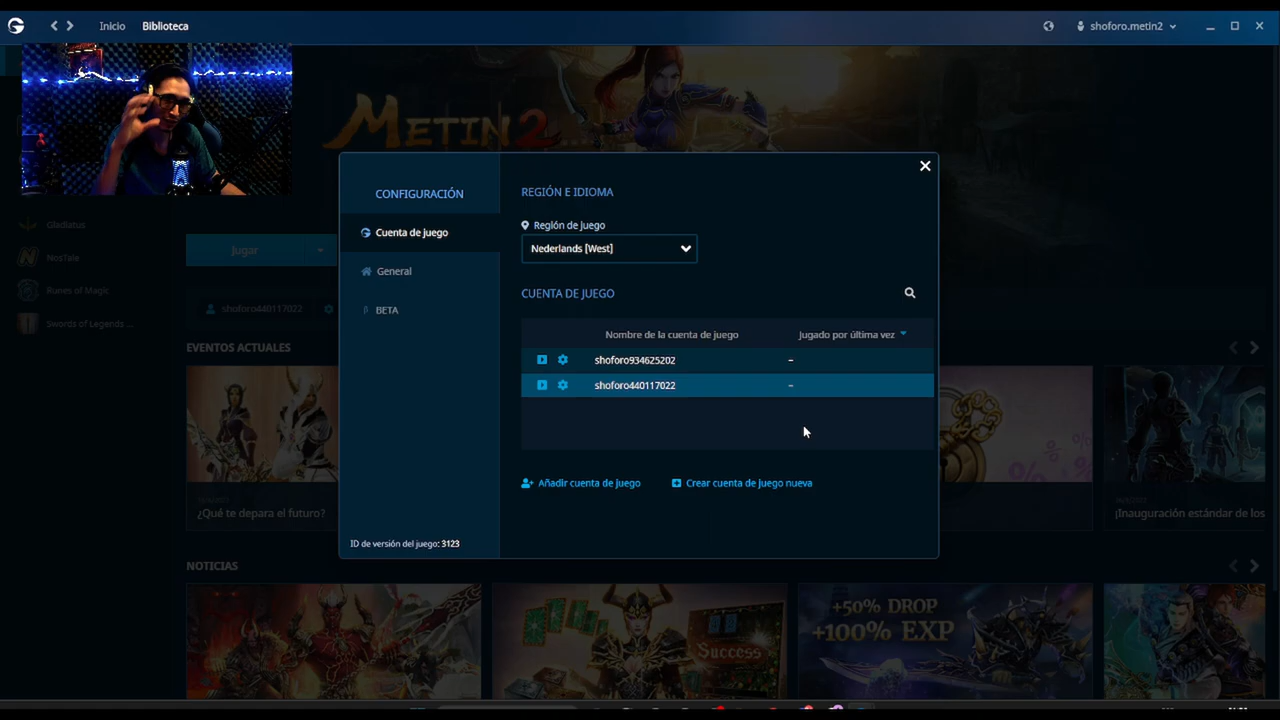 Inicio
Biblioteca
shoforo.metin2
METIN 2
CONFIGURACIÓN
Cuenta de juego
General
BETA
ID de versión del juego: 3123
REGIÓN E IDIOMA
Región de juego
Nederlands [West]
CUENTA DE JUEGO
Nombre de la cuenta de juego
Jugado por última vez
shoforo934625202 –
shoforo440117022 –
Añadir cuenta de juego
Crear cuenta de juego nueva
Gladiatus
NosTale
Runes of Magic
Swords of Legends ...
Jugar
shoforo440117022
EVENTOS ACTUALES
¿Qué te depara el futuro?
¡Inauguración estándar de los
NOTICIAS
Success
+50% DROP
+100% EXP